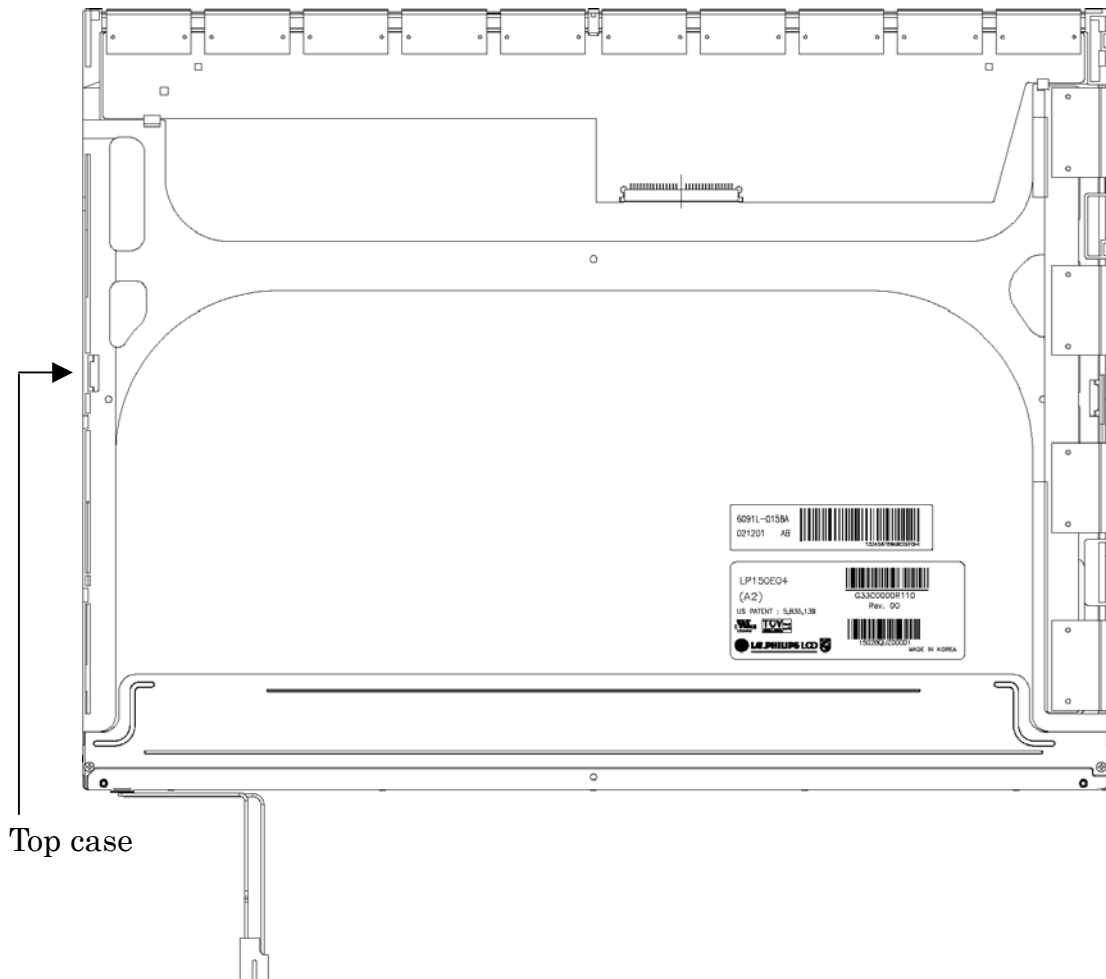 6091L-0158A
021201 AB
LP150E04
(A2)
G33C0000R110
Rev. 00
US PATENT : 5,835,139
TUV
LG.PHILIPS LCD
MADE IN KOREA
Top case